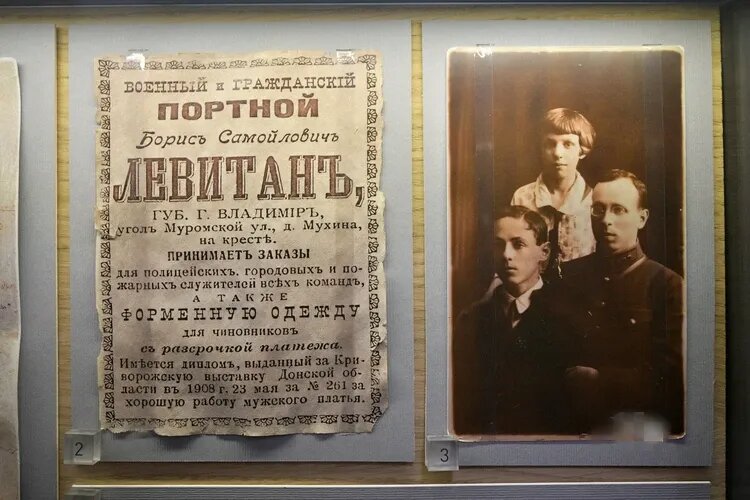 ВОЕННЫЙ и ГРАЖДАНСКІЙ
ПОРТНОЙ
Борисъ Самойловичъ
ЛЕВИТАНЪ,
ГУБ. Г. ВЛАДИМІРЪ,
уголъ Муромской ул., д. Мухина,
на крестѣ.
ПРИНИМАЕТЪ ЗАКАЗЫ
для полицейскихъ, городовыхъ и по-
жарныхъ служителей всѣхъ командъ,
А ТАКЖЕ
ФОРМЕННУЮ ОДЕЖДУ
для чиновниковъ
съ разсрочкой платежа.
Имѣется дипломъ, выданный за Кри-
ворожскую выставку Донской об-
ласти въ 1908 г. 23 мая за № 261 за
хорошую работу мужского платья.
2
3